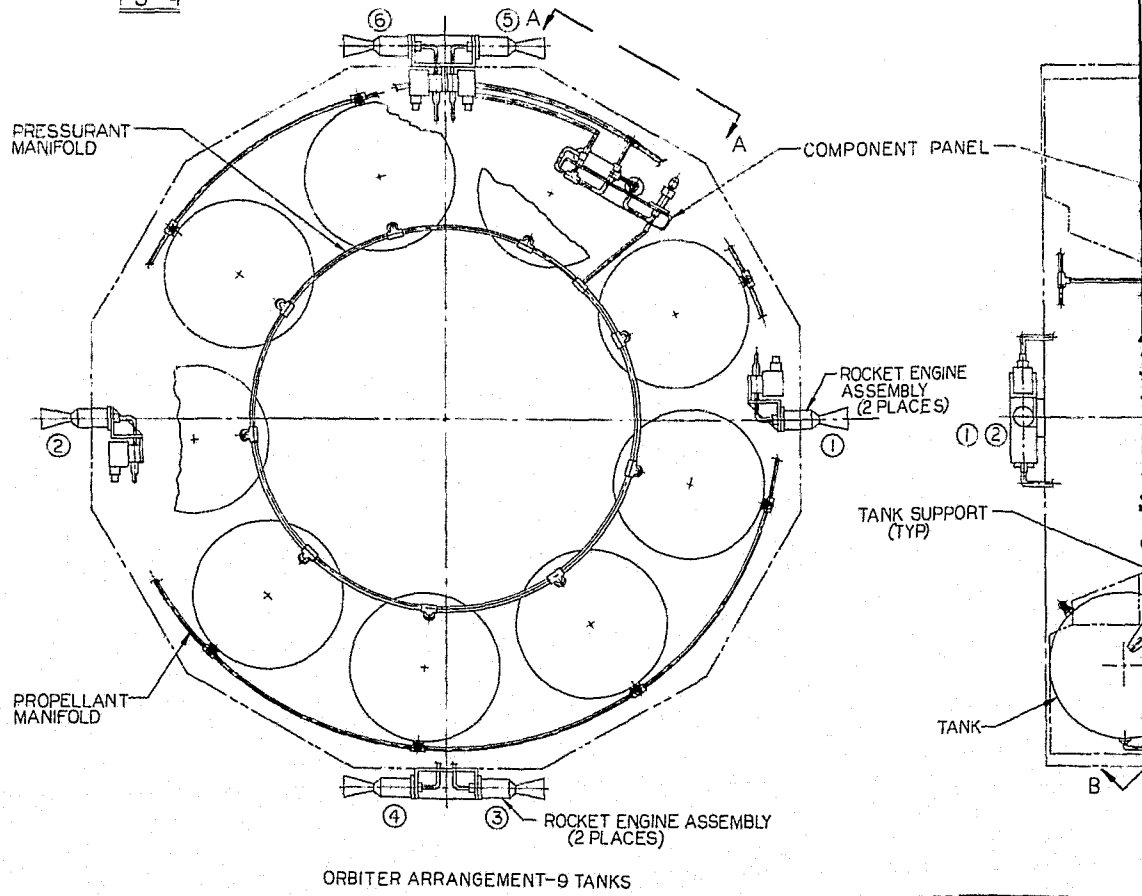 ⑥
⑤
A
A
PRESSURANT
MANIFOLD
COMPONENT PANEL
②
①
ROCKET ENGINE
ASSEMBLY
(2 PLACES)
① ②
TANK SUPPORT
(TYP)
PROPELLANT
MANIFOLD
TANK
B
④
③
ROCKET ENGINE ASSEMBLY
(2 PLACES)
ORBITER ARRANGEMENT-9 TANKS